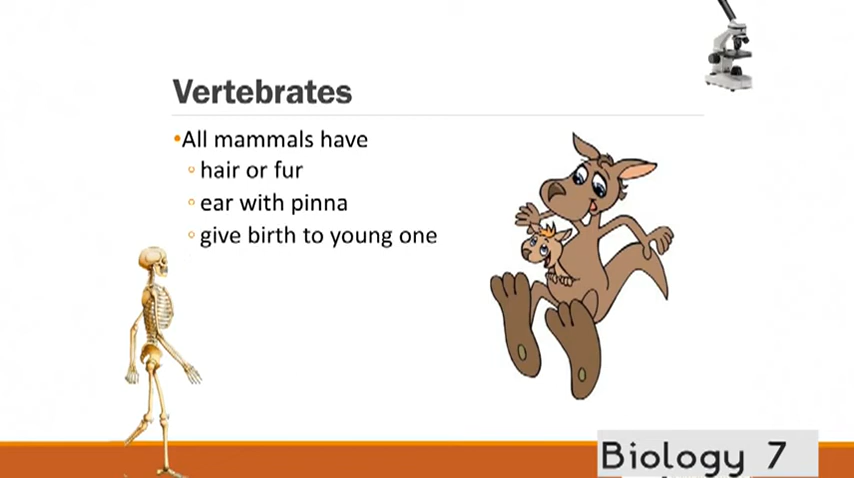 Vertebrates
•All mammals have
◦ hair or fur
◦ ear with pinna
◦ give birth to young one
Biology 7